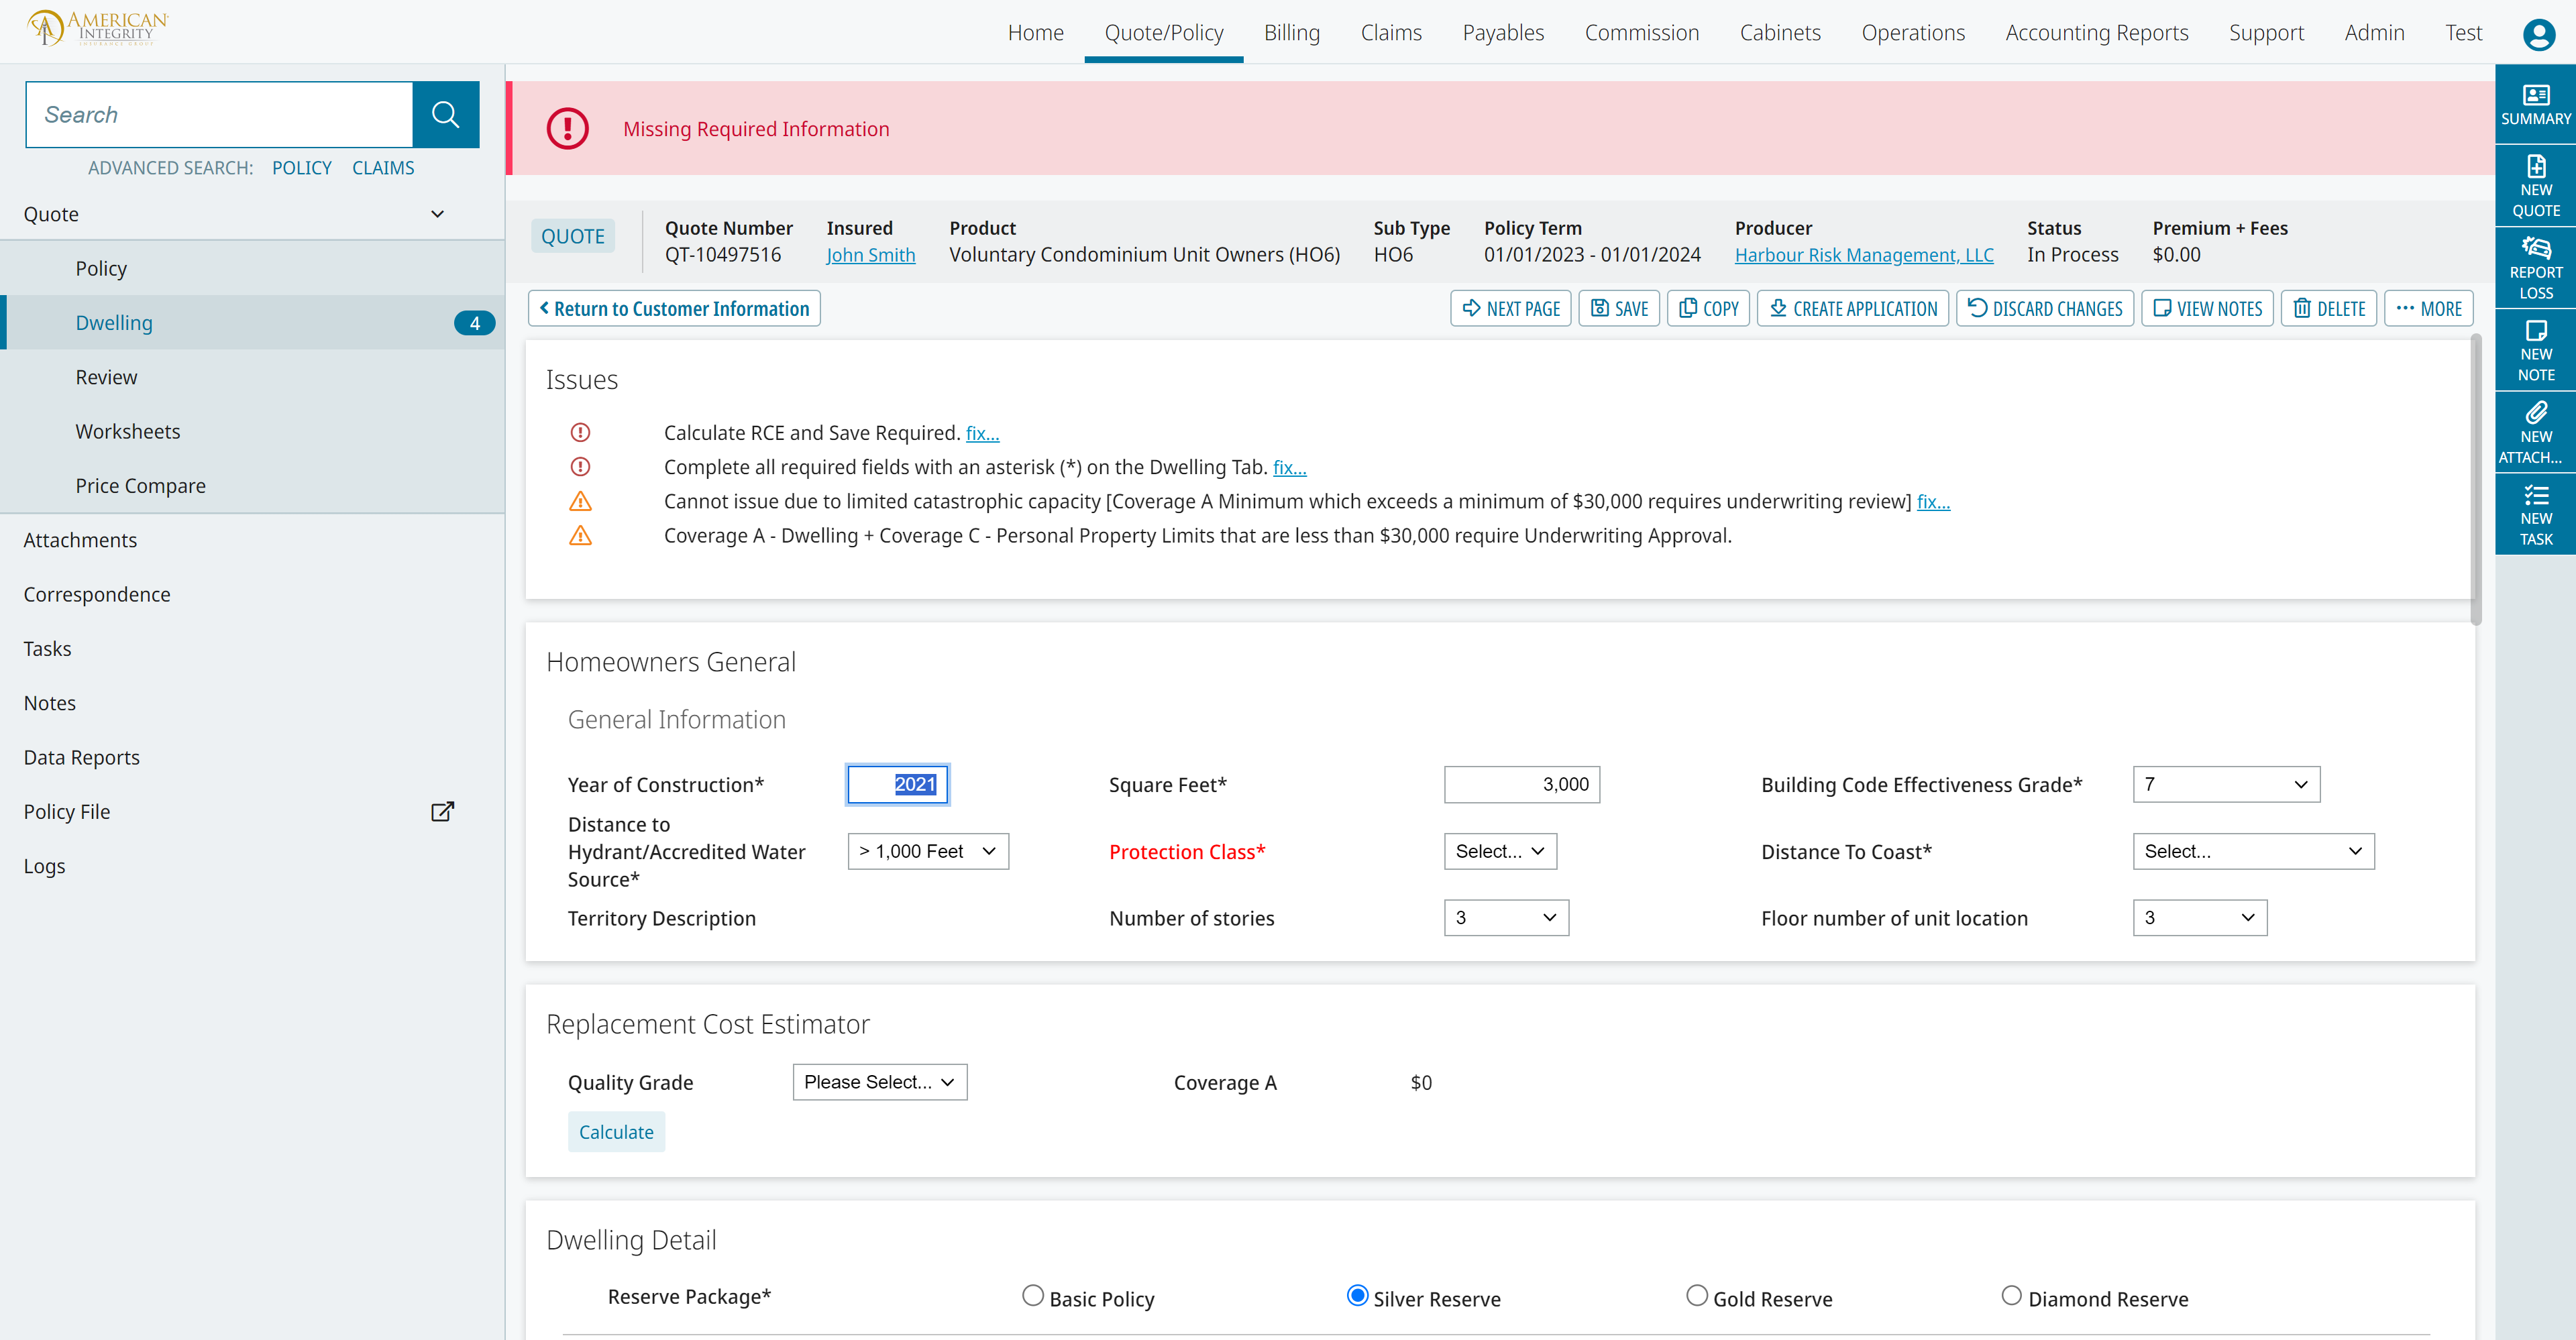 AMERICAN
INTEGRITY
INSURANCE GROUP
Home Quote/Policy Billing Claims Payables Commission Cabinets Operations Accounting Reports Support Admin Test
Search
ADVANCED SEARCH: POLICY CLAIMS
Quote
Policy
Dwelling 4
Review
Worksheets
Price Compare
Attachments
Correspondence
Tasks
Notes
Data Reports
Policy File
Logs
Missing Required Information
QUOTE
Quote Number Insured Product Sub Type Policy Term Producer Status Premium + Fees
QT-10497516 John Smith Voluntary Condominium Unit Owners (HO6) HO6 01/01/2023 - 01/01/2024 Harbour Risk Management, LLC In Process $0.00
Return to Customer Information NEXT PAGE SAVE COPY CREATE APPLICATION DISCARD CHANGES VIEW NOTES DELETE MORE
Issues
Calculate RCE and Save Required. fix...
Complete all required fields with an asterisk (*) on the Dwelling Tab. fix...
Cannot issue due to limited catastrophic capacity [Coverage A Minimum which exceeds a minimum of $30,000 requires underwriting review] fix...
Coverage A - Dwelling + Coverage C - Personal Property Limits that are less than $30,000 require Underwriting Approval.
Homeowners General
General Information
Year of Construction* 2021 Square Feet* 3,000 Building Code Effectiveness Grade* 7
Distance to
Hydrant/Accredited Water
Source*
> 1,000 Feet Protection Class* Select... Distance To Coast* Select...
Territory Description Number of stories 3 Floor number of unit location 3
Replacement Cost Estimator
Quality Grade Please Select... Coverage A $0
Calculate
Dwelling Detail
Reserve Package* Basic Policy Silver Reserve Gold Reserve Diamond Reserve
SUMMARY
NEW
QUOTE
REPORT
LOSS
NEW
NOTE
NEW
ATTACH...
NEW
TASK